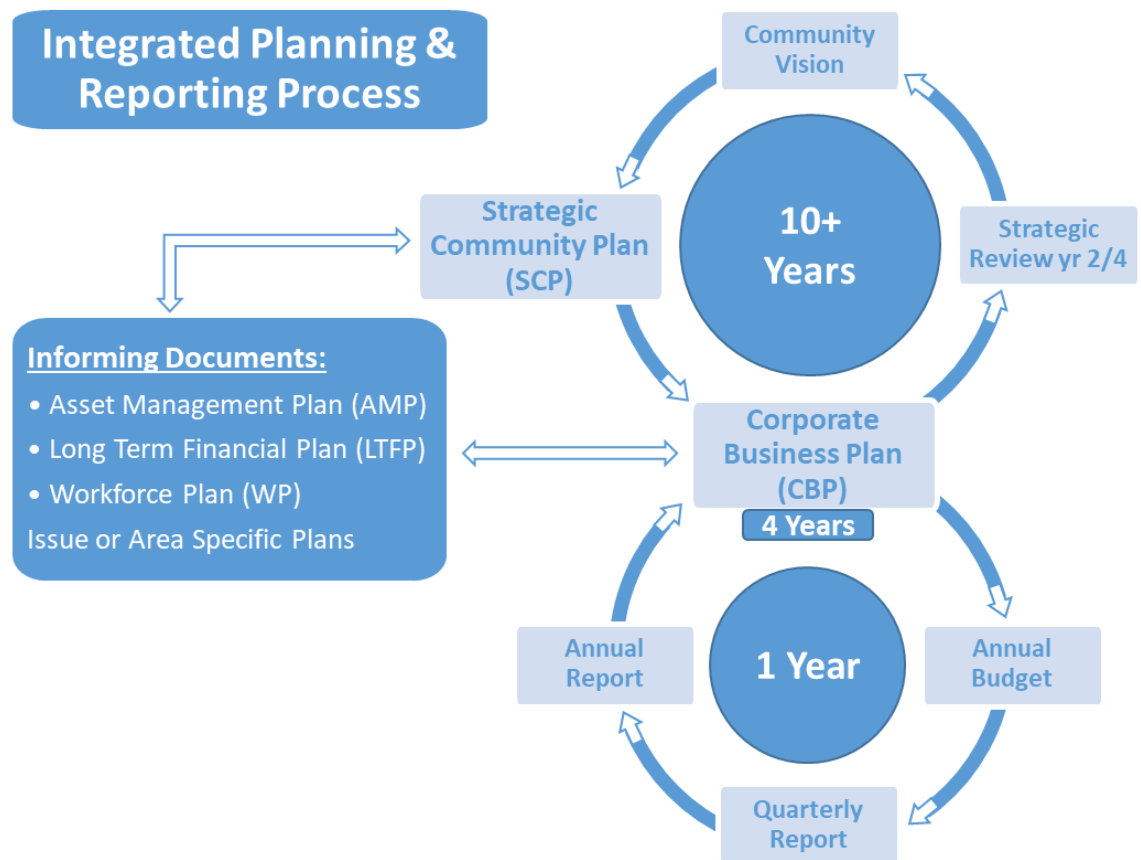 Integrated Planning &
Reporting Process
Community
Vision
10+
Years
Strategic
Community Plan
(SCP)
Strategic
Review yr 2/4
Informing Documents:
• Asset Management Plan (AMP)
• Long Term Financial Plan (LTFP)
• Workforce Plan (WP)
Issue or Area Specific Plans
Corporate
Business Plan
(CBP)
4 Years
1 Year
Annual
Report
Annual
Budget
Quarterly
Report